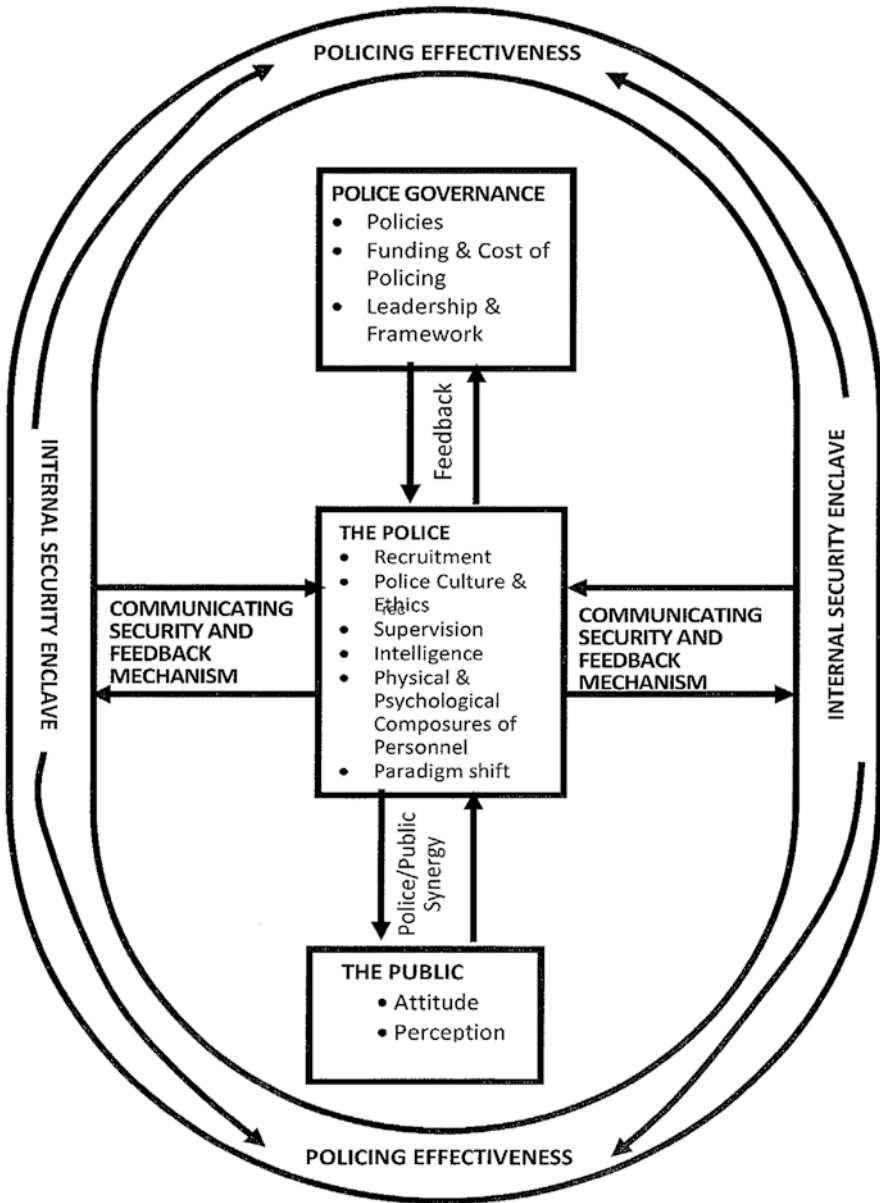 POLICING EFFECTIVENESS
POLICE GOVERNANCE
• Policies
• Funding & Cost of
Policing
• Leadership &
Framework
Feedback
INTERNAL SECURITY ENCLAVE
THE POLICE
• Recruitment
• Police Culture &
Ethics
• Supervision
• Intelligence
• Physical &
Psychological
Composures of
Personnel
• Paradigm shift
COMMUNICATING
SECURITY AND
FEEDBACK
MECHANISM
COMMUNICATING
SECURITY AND
FEEDBACK
MECHANISM
INTERNAL SECURITY ENCLAVE
Police/Public
Synergy
THE PUBLIC
• Attitude
• Perception
POLICING EFFECTIVENESS